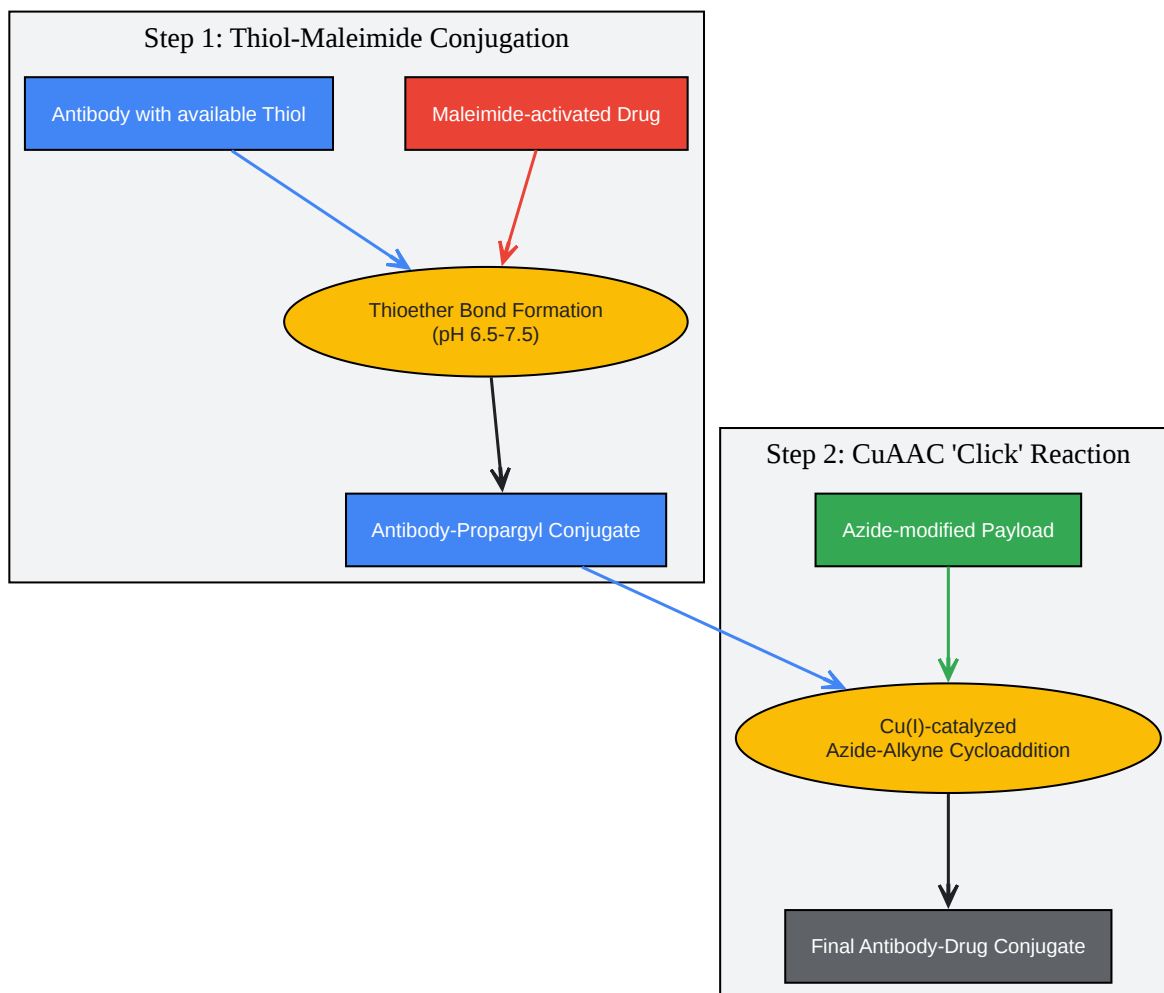 Step 1: Thiol-Maleimide Conjugation
Antibody with available Thiol
Maleimide-activated Drug
Thioether Bond Formation
(pH 6.5-7.5)
Antibody-Propargyl Conjugate
Step 2: CuAAC 'Click' Reaction
Azide-modified Payload
Cu(I)-catalyzed
Azide-Alkyne Cycloaddition
Final Antibody-Drug Conjugate